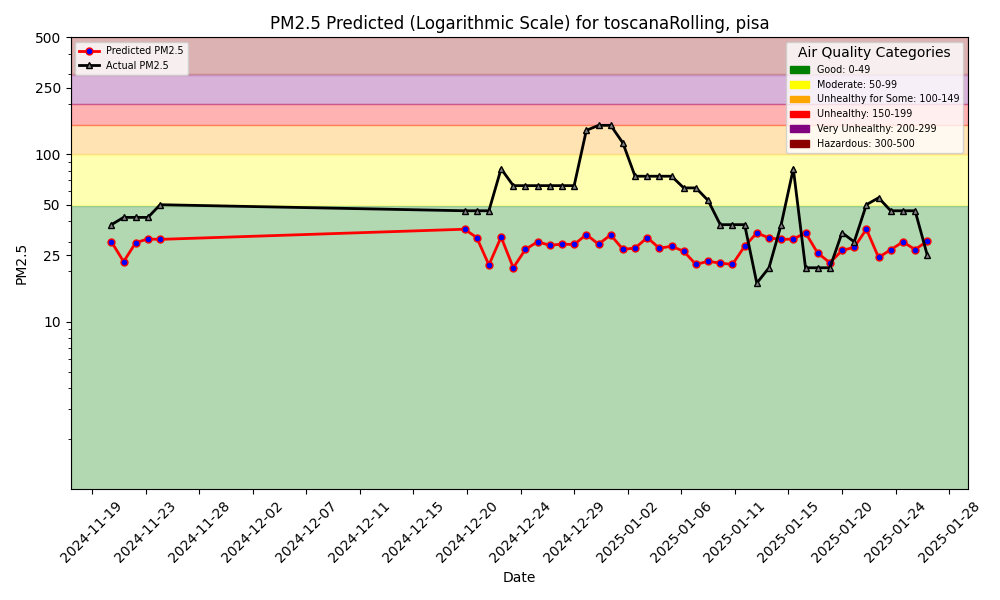 PM2.5 Predicted (Logarithmic Scale) for toscanaRolling, pisa
Predicted PM2.5
Actual PM2.5
Air Quality Categories
Good: 0-49
Moderate: 50-99
Unhealthy for Some: 100-149
Unhealthy: 150-199
Very Unhealthy: 200-299
Hazardous: 300-500
500
250
100
50
25
10
PM2.5
2024-11-19
2024-11-23
2024-11-28
2024-12-02
2024-12-07
2024-12-11
2024-12-15
2024-12-20
2024-12-24
2024-12-29
2025-01-02
2025-01-06
2025-01-11
2025-01-15
2025-01-20
2025-01-24
2025-01-28
Date